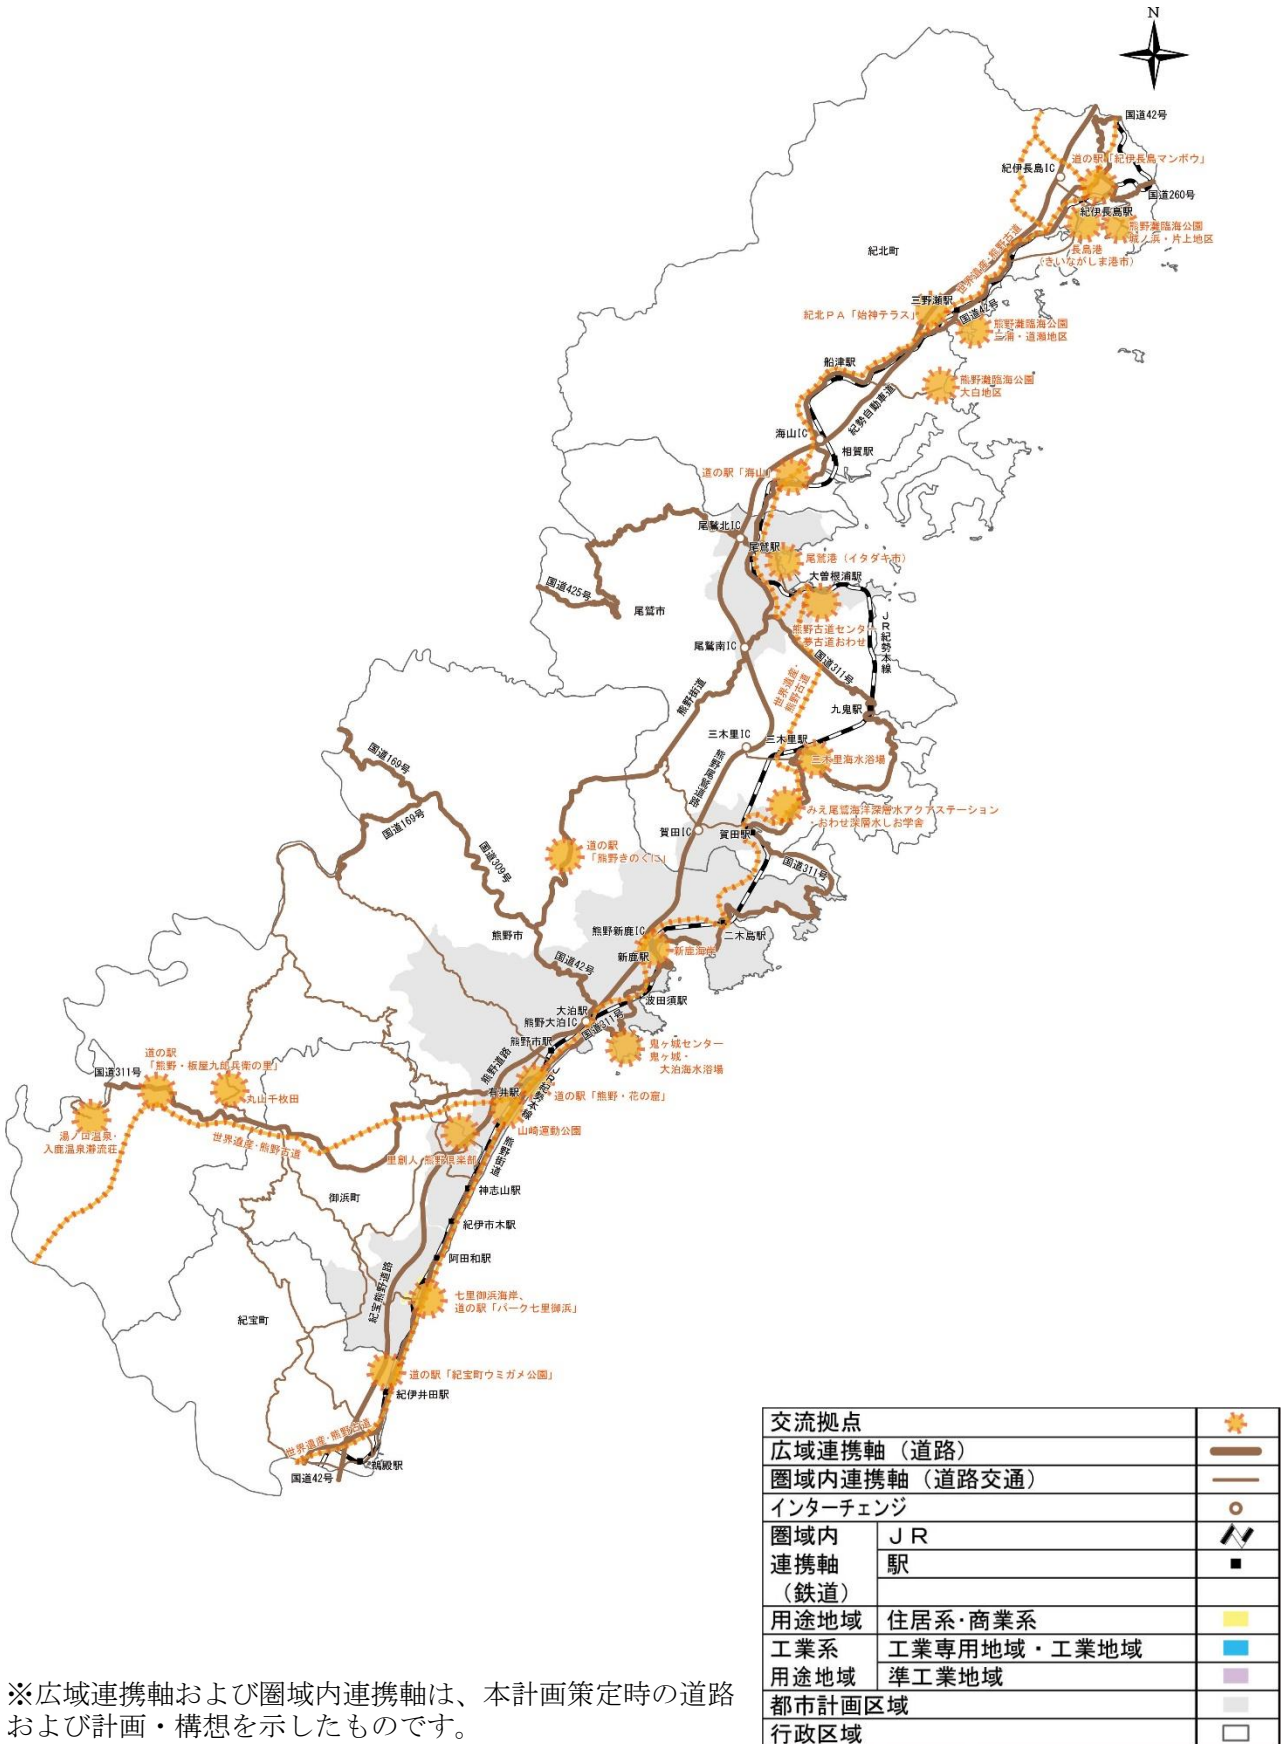 N
国道42号
道の駅「紀伊長島マンボウ」
紀伊長島IC
国道260号
紀伊長島駅
熊野灘臨海公園
城ノ浜・片上地区
長島港
(きいながしま港市)
世界遺産・熊野古道
紀北町
三野瀬駅
紀北PA「始神テラス」
国道42号
熊野灘臨海公園
三浦・道瀬地区
船津駅
熊野灘臨海公園
大白地区
紀勢自動車道
海山IC
相賀駅
道の駅「海山」
尾鷲北IC
尾鷲駅
尾鷲港(イタダキ市)
大曽根浦駅
国道425号
尾鷲市
JR紀勢本線
熊野古道センター
夢古道おわせ
尾鷲南IC
国道311号
世界遺産・
熊野古道
熊野街道
九鬼駅
三木里IC
三木里駅
国道169号
熊野尾鷲道路
三木里海水浴場
みえ尾鷲海洋深層水アクアステーション
・おわせ深層水しお学舎
国道169号
賀田IC
賀田駅
道の駅
「熊野きのくに」
国道309号
国道311号
熊野市
熊野新鹿IC
二木島駅
新鹿駅
新鹿海岸
国道42号
波田須駅
大泊駅
熊野大泊IC
国道311号
熊野市駅
鬼ヶ城センター
鬼ヶ城・
大泊海水浴場
熊野道路
道の駅
「熊野・板屋九郎兵衛の里」
国道311号
JR紀勢本線
有井駅
道の駅「熊野・花の窟」
丸山千枚田
山崎運動公園
湯ノ口温泉・
入鹿温泉瀞流荘
世界遺産・熊野古道
熊野街道
里創人 熊野倶楽部
御浜町
神志山駅
紀伊市木駅
阿田和駅
紀宝熊野道路
七里御浜海岸、
道の駅「パーク七里御浜」
紀宝町
道の駅「紀宝町ウミガメ公園」
紀伊井田駅
世界遺産・熊野古道
鵜殿駅
国道42号
交流拠点
広域連携軸(道路)
圏域内連携軸(道路交通)
インターチェンジ
圏域内 JR
連携軸 駅
(鉄道)
用途地域 住居系・商業系
工業系 工業専用地域・工業地域
用途地域 準工業地域
都市計画区域
行政区域
※広域連携軸および圏域内連携軸は、本計画策定時の道路
および計画・構想を示したものです。